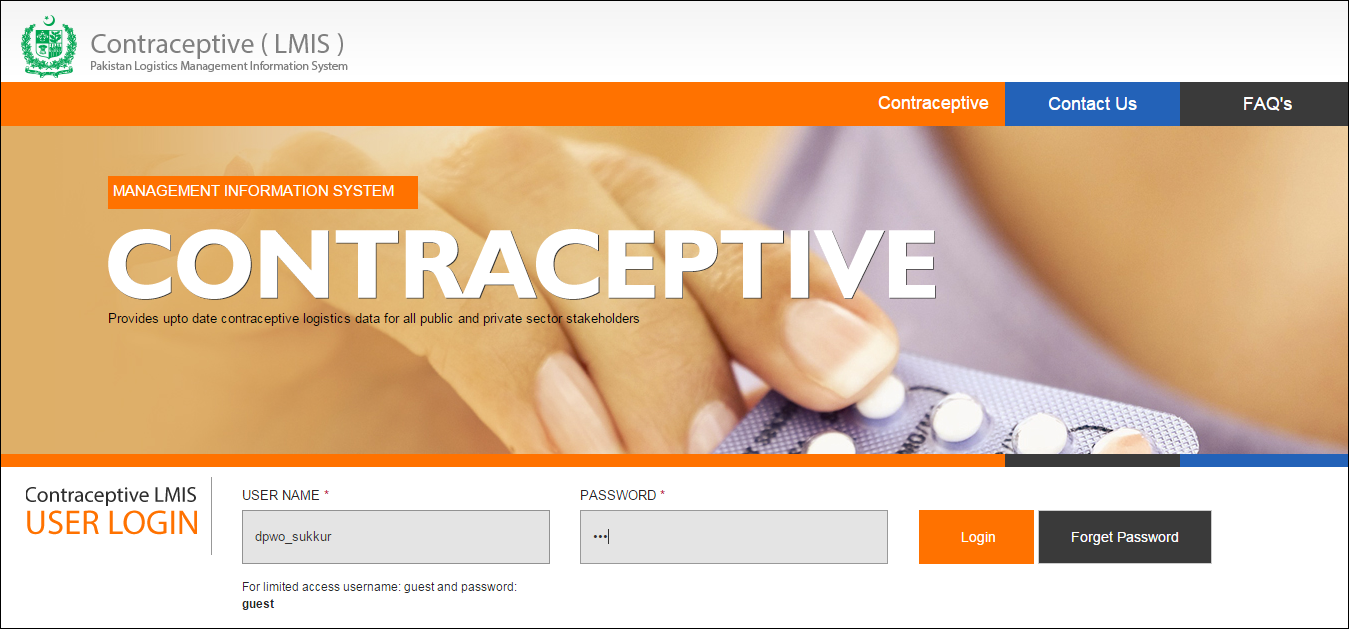 Contraceptive ( LMIS )
Pakistan Logistics Management Information System
Contraceptive
Contact Us
FAQ's
MANAGEMENT INFORMATION SYSTEM
CONTRACEPTIVE
Provides upto date contraceptive logistics data for all public and private sector stakeholders
Contraceptive LMIS
USER LOGIN
USER NAME *
dpwo_sukkur
For limited access username: guest and password:
guest
PASSWORD *
•••
Login
Forget Password